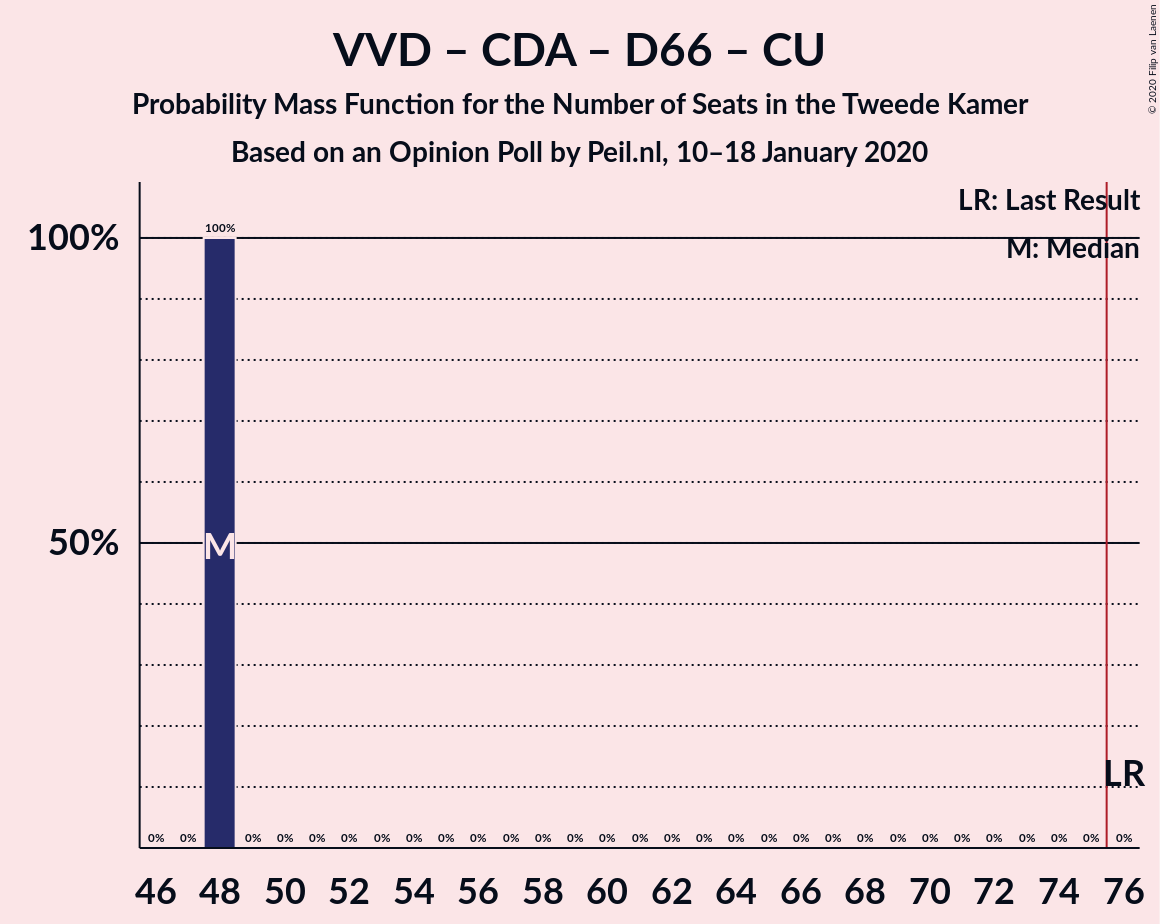 VVD – CDA – D66 – CU
Probability Mass Function for the Number of Seats in the Tweede Kamer
Based on an Opinion Poll by Peil.nl, 10–18 January 2020
© 2020 Filip van Laenen
LR: Last Result
M: Median
100%
100%
50%
M
LR
0% 0% 0% 0% 0% 0% 0% 0% 0% 0% 0% 0% 0% 0% 0% 0% 0% 0% 0% 0% 0% 0% 0% 0% 0% 0% 0% 0% 0% 0%
46 48 50 52 54 56 58 60 62 64 66 68 70 72 74 76